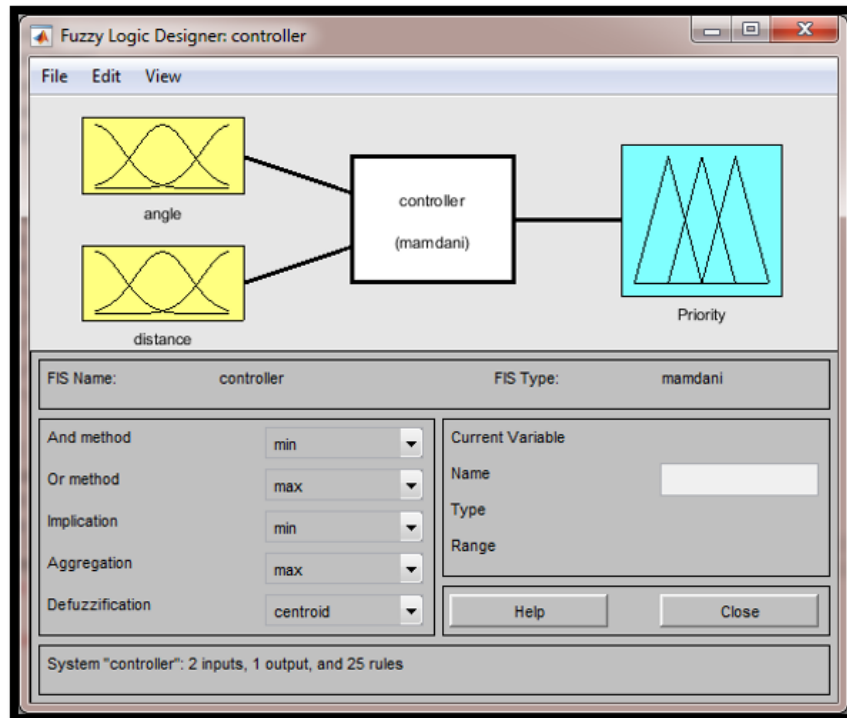 Fuzzy Logic Designer: controller
File Edit View
angle
distance
controller
(mamdani)
Priority
FIS Name: controller FIS Type: mamdani
And method min
Or method max
Implication min
Aggregation max
Defuzzification centroid
Current Variable
Name
Type
Range
Help Close
System "controller": 2 inputs, 1 output, and 25 rules